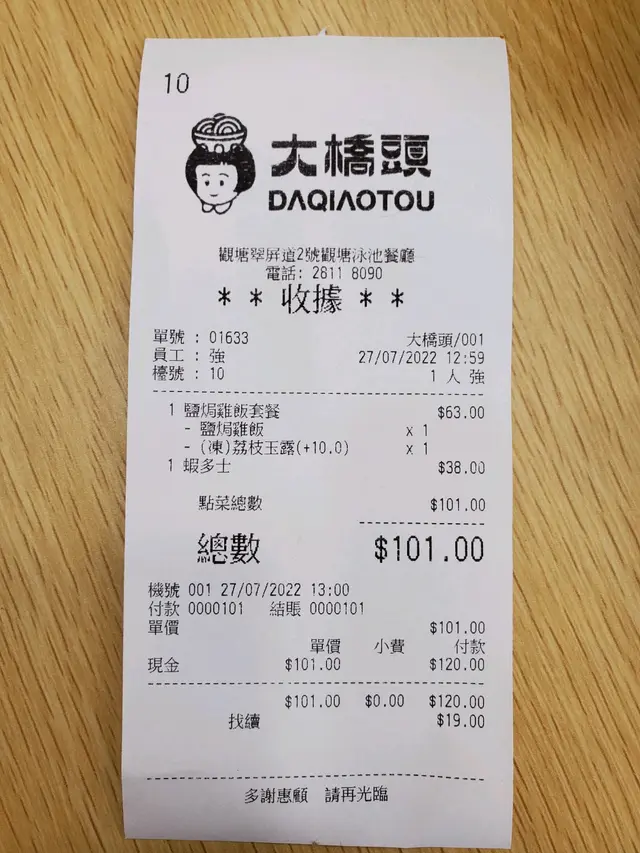 10
大橋頭
DAQIAOTOU
觀塘翠屏道2號觀塘泳池餐廳
電話: 2811 8090
* * 收據 * *
單號 : 01633 大橋頭/001
員工 : 強 27/07/2022 12:59
檯號 : 10 1 人 強
1 鹽焗雞飯套餐 $63.00
- 鹽焗雞飯 x 1
- (凍)荔枝玉露(+10.0) x 1
1 蝦多士 $38.00
點菜總數 $101.00
總數 $101.00
機號 001 27/07/2022 13:00
付款 0000101 結賬 0000101
單價 $101.00
單價 小費 付款
現金 $101.00 $120.00
$101.00 $0.00 $120.00
找續 $19.00
多謝惠顧 請再光臨